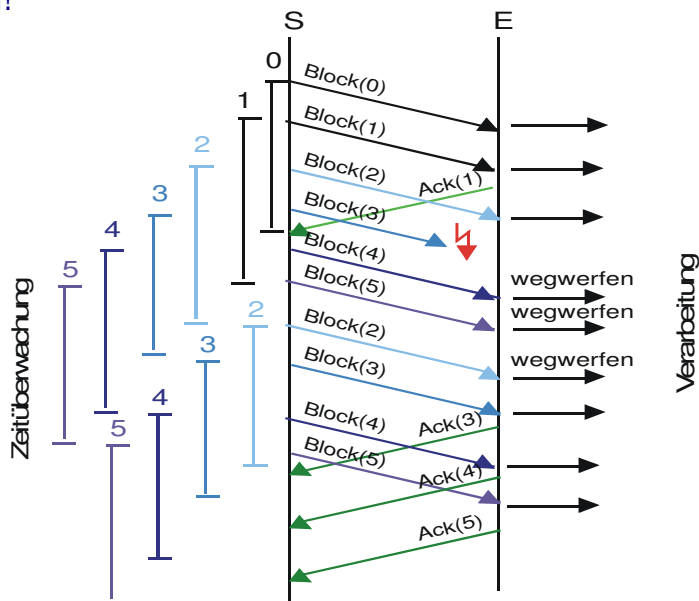 !
S
E
0
Block(0)
1
Block(1)
2
Block(2)
Ack(1)
3
Block(3)
4
Block(4)
5
Block(5)
wegwerfen
wegwerfen
2
Block(2)
3
Block(3)
wegwerfen
4
Block(4)
Ack(3)
5
Block(5)
Ack(4)
Ack(5)
Zeitüberwachung
Verarbeitung